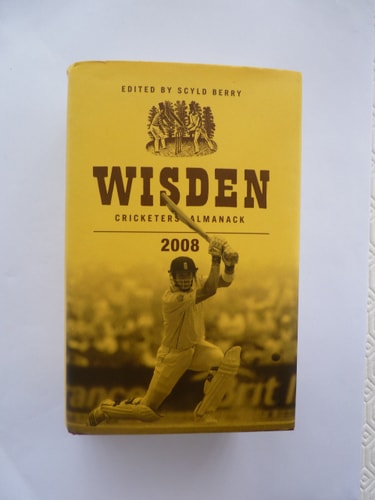 EDITED BY SCYLD BERRY
WISDEN
CRICKETERS' ALMANACK
2008